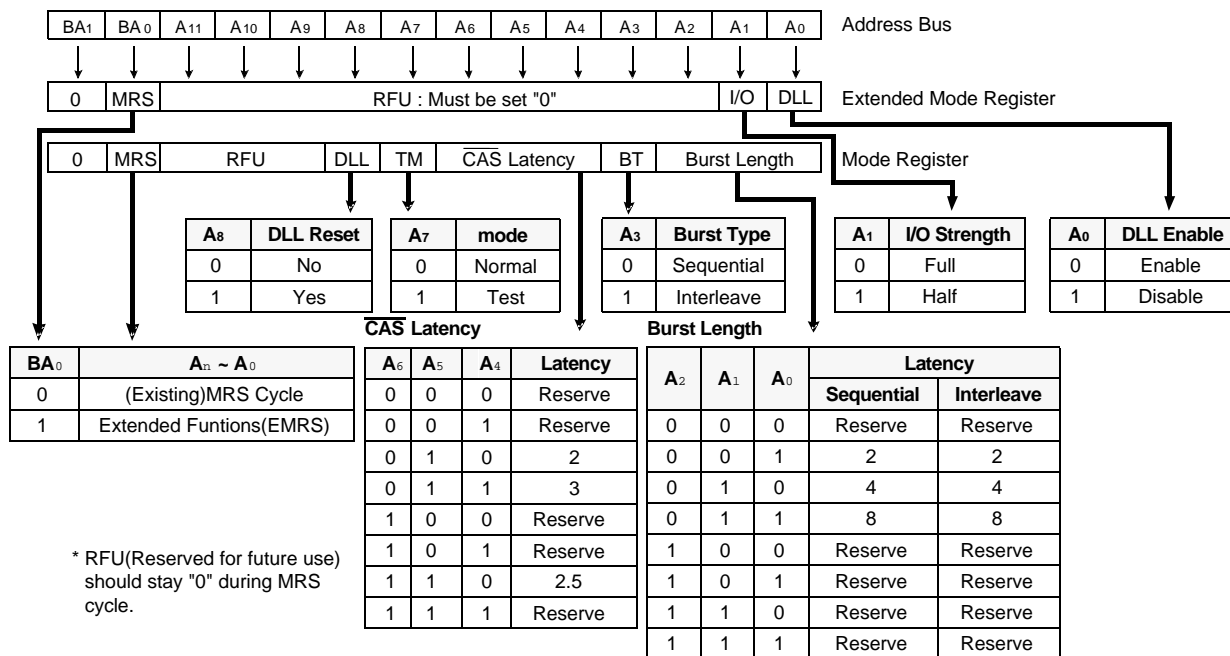 BA1 BA0 A11 A10 A9 A8 A7 A6 A5 A4 A3 A2 A1 A0 Address Bus
0 MRS RFU : Must be set "0" I/O DLL Extended Mode Register
0 MRS RFU DLL TM CAS Latency BT Burst Length Mode Register
A8 DLL Reset
0 No
1 Yes
A7 mode
0 Normal
1 Test
A3 Burst Type
0 Sequential
1 Interleave
A1 I/O Strength
0 Full
1 Half
A0 DLL Enable
0 Enable
1 Disable
BA0 An ~ A0
0 (Existing)MRS Cycle
1 Extended Funtions(EMRS)
CAS Latency
A6 A5 A4 Latency
0 0 0 Reserve
0 0 1 Reserve
0 1 0 2
0 1 1 3
1 0 0 Reserve
1 0 1 Reserve
1 1 0 2.5
1 1 1 Reserve
Burst Length
A2 A1 A0 Latency
Sequential Interleave
0 0 0 Reserve Reserve
0 0 1 2 2
0 1 0 4 4
0 1 1 8 8
1 0 0 Reserve Reserve
1 0 1 Reserve Reserve
1 1 0 Reserve Reserve
1 1 1 Reserve Reserve
* RFU(Reserved for future use)
should stay "0" during MRS
cycle.